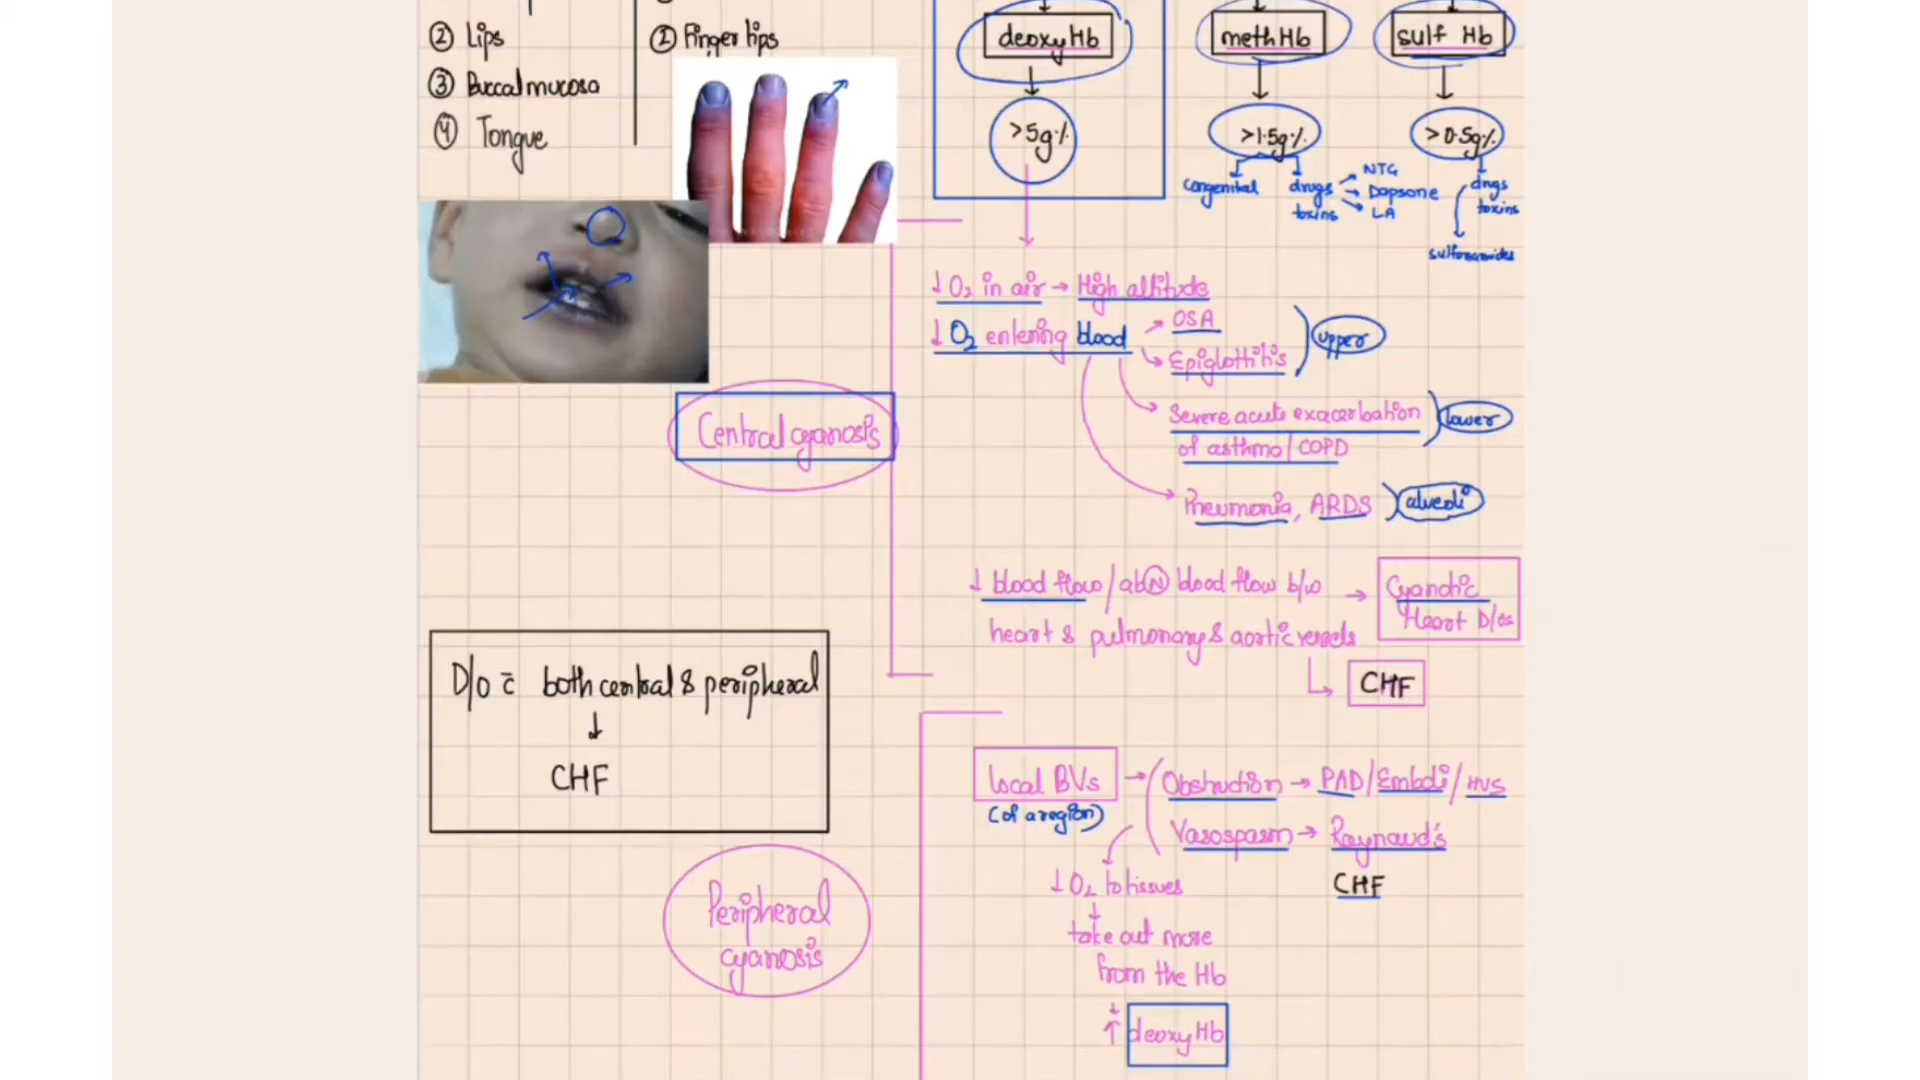 ② Lips
③ Buccal mucosa
④ Tongue
② Finger tips
deoxyHb
>5g%
methHb
>1.5g%
congenital
drugs
toxins
NTG
Dapsone
LA
sulf Hb
>0.5g%
drugs
toxins
sulfonamides
Central cyanosis
↓ O₂ in air → High altitude
↓ O₂ entering blood
OSA
Epiglottitis
upper
Severe acute exacerbation
of asthma/COPD
lower
Pneumonia, ARDS
alveoli
↓ blood flow/abⓃ blood flow b/w → Cyanotic
heart & pulmonary & aortic vessels
Heart D/es
CHF
D/o c̄ both central & peripheral
↓
CHF
Peripheral
cyanosis
local BVs → Obstruction → PAD/Emboli/HVS
(of a region)
Vasospasm → Raynaud's
CHF
↓ O₂ to tissues
↓
take out more
from the Hb
↓
↑ deoxyHb